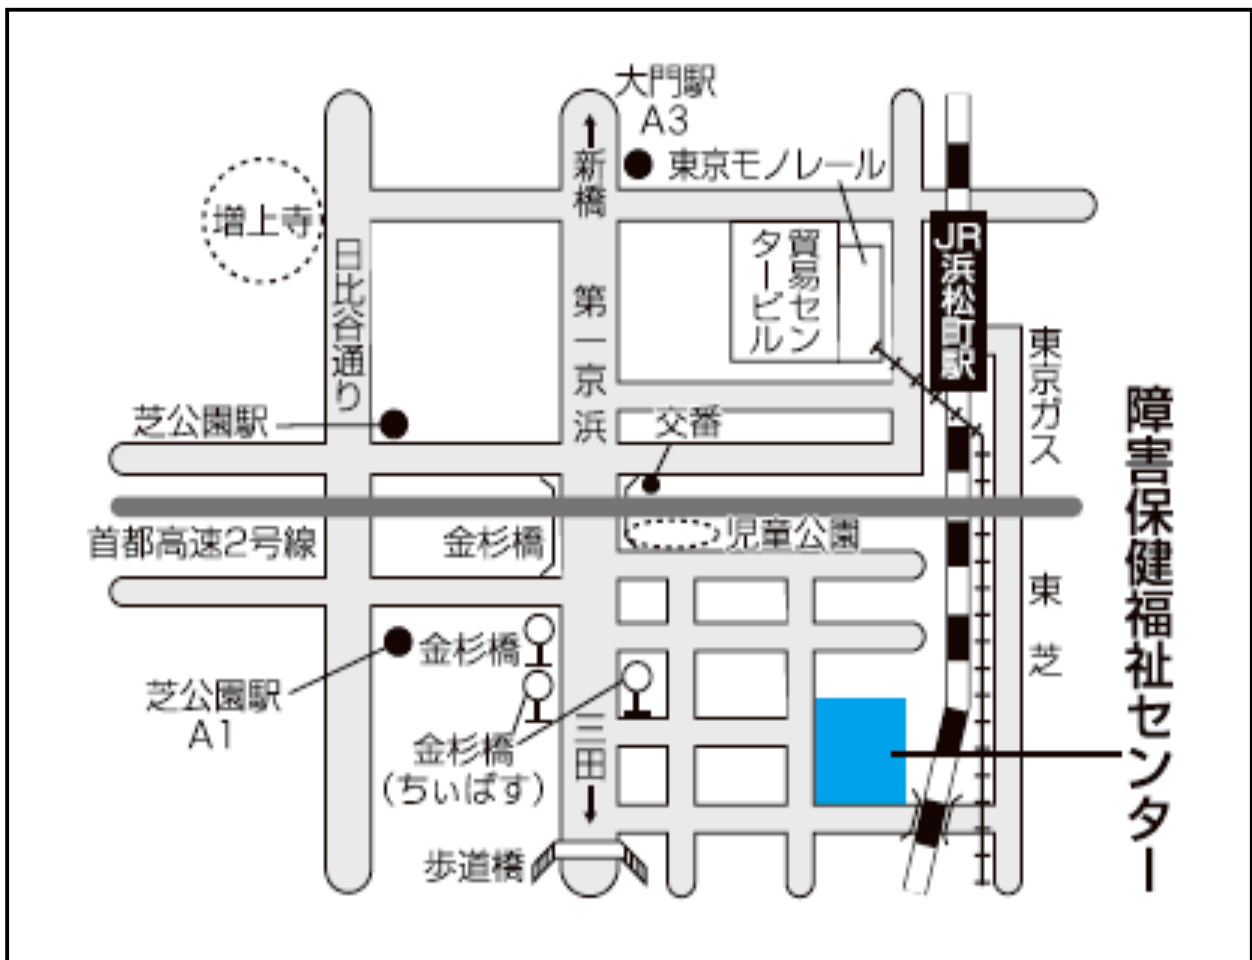 大門駅
A3
新橋
東京モノレール
増上寺
日比谷通り
第一京浜
貿易セン
タービル
JR浜松町駅
東京ガス
芝公園駅
交番
障害保健福祉センター
首都高速2号線
金杉橋
児童公園
東芝
金杉橋
芝公園駅
A1
金杉橋
(ちぃばす)
三田
歩道橋